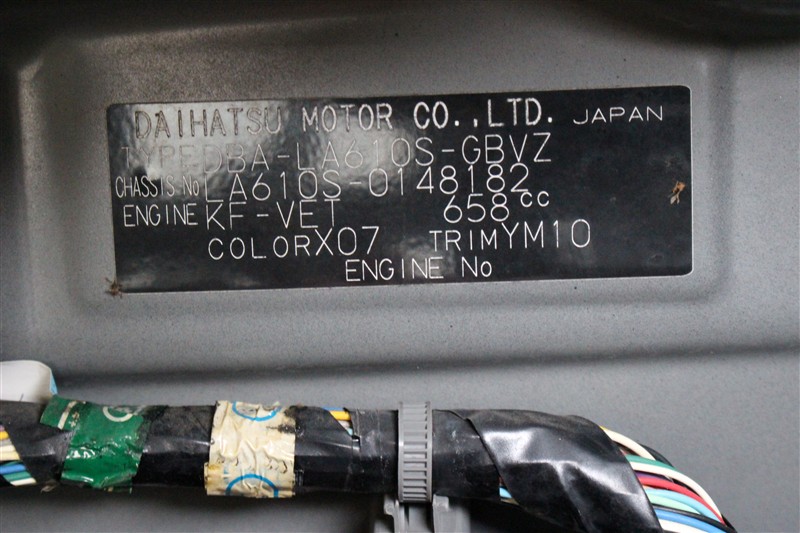 DAIHATSU MOTOR CO.,LTD. JAPAN
TYPE DBA-LA610S-GBVZ
CHASSIS No LA610S-0148182
ENGINE KF-VET 658cc
COLOR X07 TRIM YM10
ENGINE No